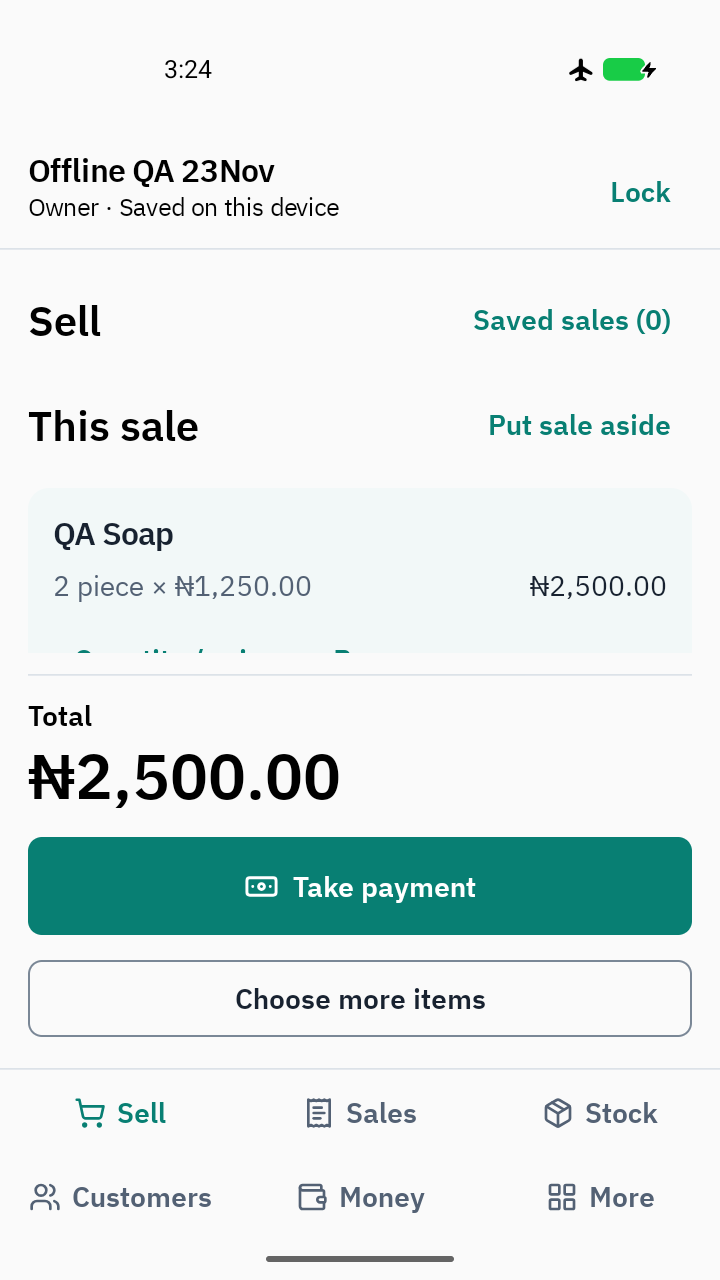 3:24
Offline QA 23Nov
Owner · Saved on this device
Lock
Sell
Saved sales (0)
This sale
Put sale aside
QA Soap
2 piece × ₦1,250.00
₦2,500.00
Total
₦2,500.00
Take payment
Choose more items
Sell
Sales
Stock
Customers
Money
More